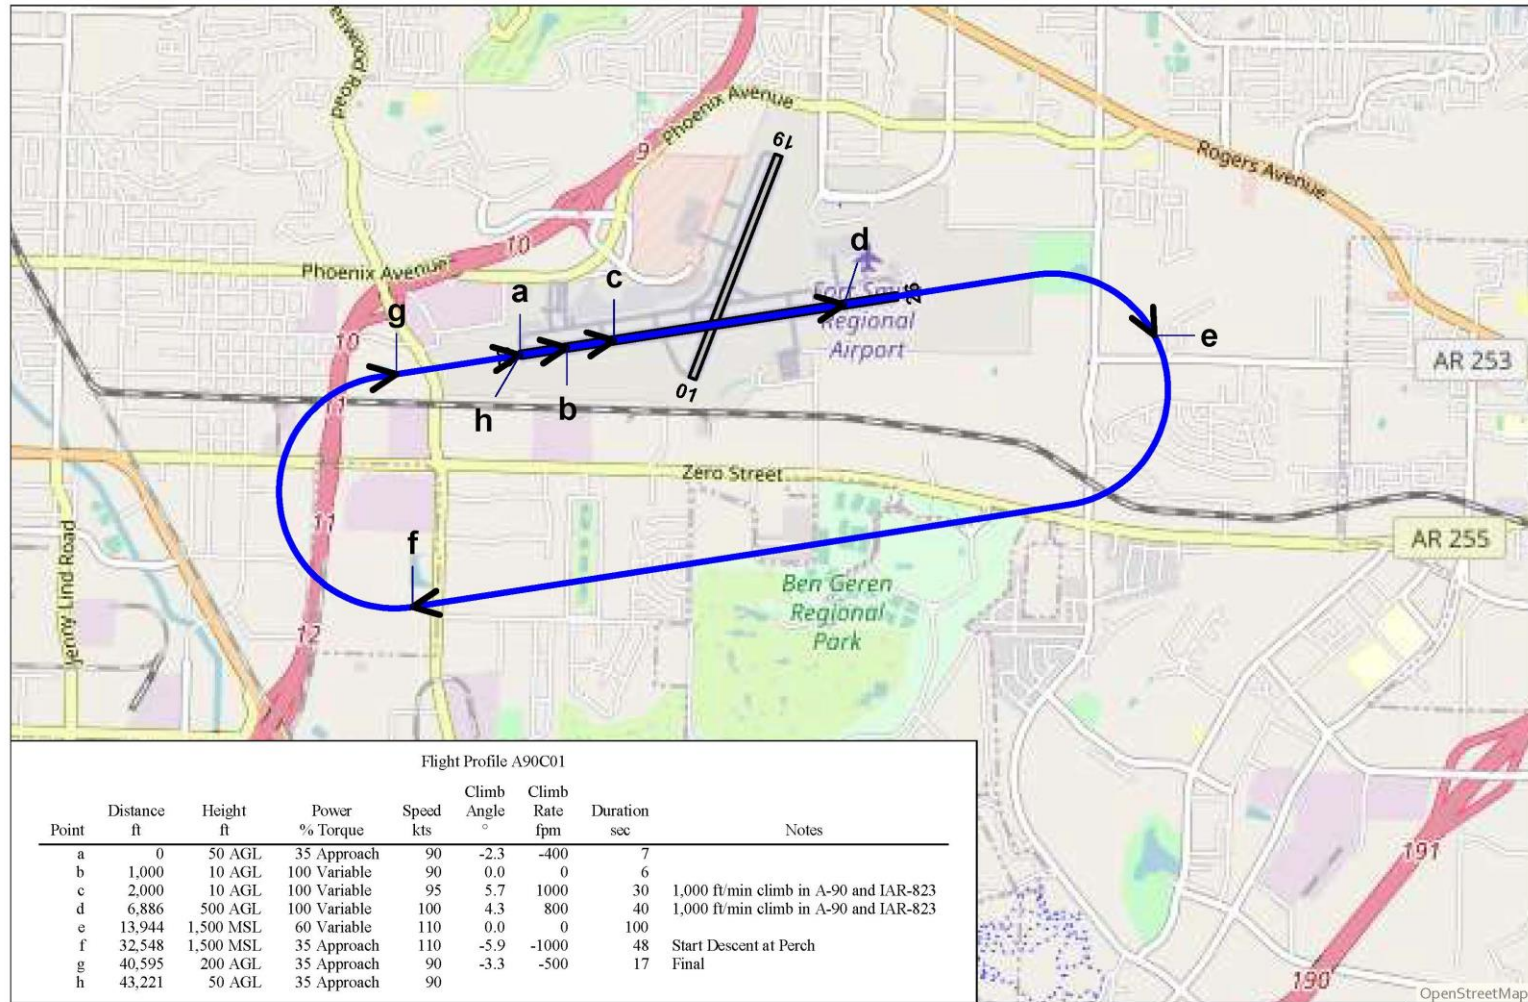 Phoenix Avenue
19
9
Rogers Avenue
10
Phoenix Avenue
d
c
a
g
Fort Smith
Regional
Airport
e
10
AR 253
h
b
01
Zero Street
11
f
AR 255
Jenny Lind Road
Ben Geren
Regional
Park
12
191
190
Flight Profile A90C01
Climb Climb
Distance Height Power Speed Angle Rate Duration
Point ft ft % Torque kts ° fpm sec Notes
a 0 50 AGL 35 Approach 90 -2.3 -400 7
b 1,000 10 AGL 100 Variable 90 0.0 0 6
c 2,000 10 AGL 100 Variable 95 5.7 1000 30 1,000 ft/min climb in A-90 and IAR-823
d 6,886 500 AGL 100 Variable 100 4.3 800 40 1,000 ft/min climb in A-90 and IAR-823
e 13,944 1,500 MSL 60 Variable 110 0.0 0 100
f 32,548 1,500 MSL 35 Approach 110 -5.9 -1000 48 Start Descent at Perch
g 40,595 200 AGL 35 Approach 90 -3.3 -500 17 Final
h 43,221 50 AGL 35 Approach 90
OpenStreetMap